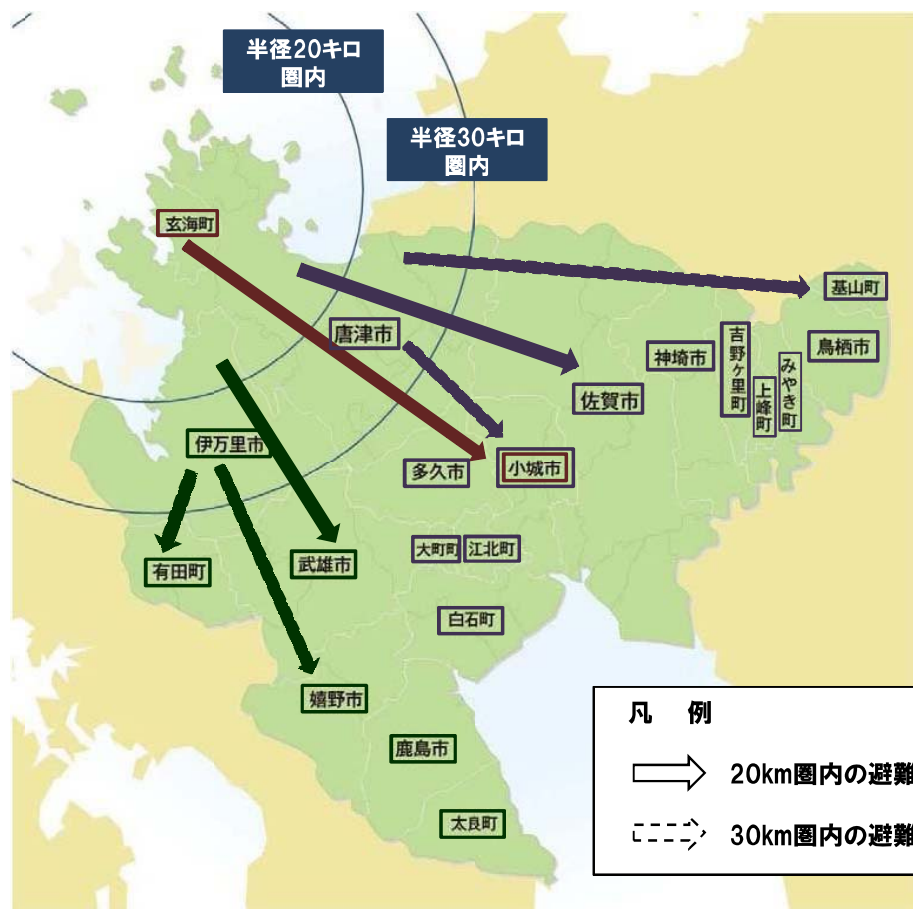 半径20キロ
圏内
半径30キロ
圏内
玄海町
基山町
唐津市
吉野ヶ里町
神埼市
鳥栖市
みやき町
上峰町
佐賀市
伊万里市
多久市
小城市
大町町
江北町
有田町
武雄市
白石町
嬉野市
鹿島市
太良町
凡 例
20km圏内の避難
30km圏内の避難